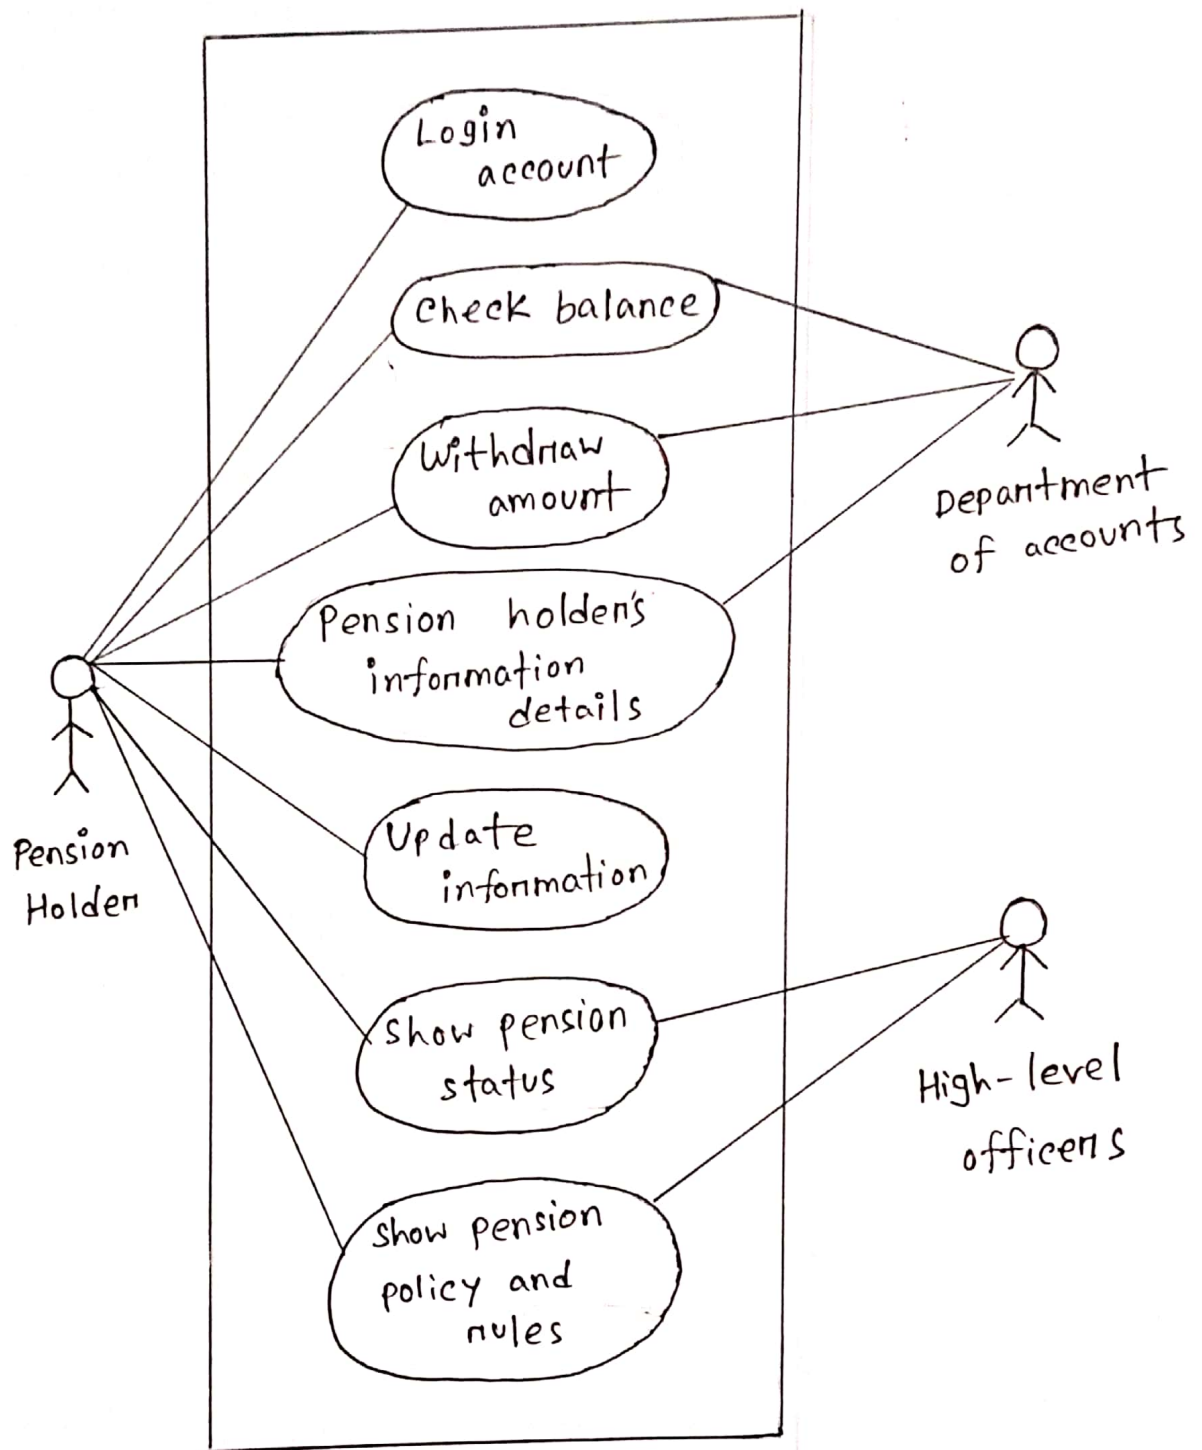 Login
account
Check balance
Withdraw
amount
Pension holder's
information
details
Update
information
Show pension
status
Show pension
policy and
rules
Pension
Holder
Department
of accounts
High-level
officers